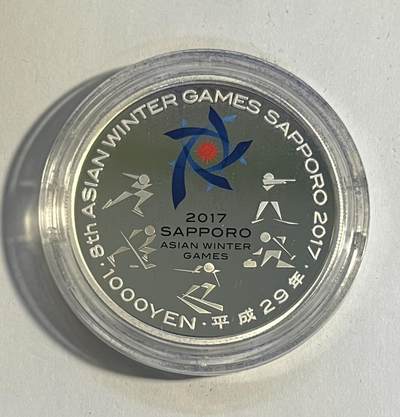 8th ASIAN WINTER GAMES SAPPORO 2017
2017
SAPPORO
ASIAN WINTER
GAMES
・1000YEN・平成29年・